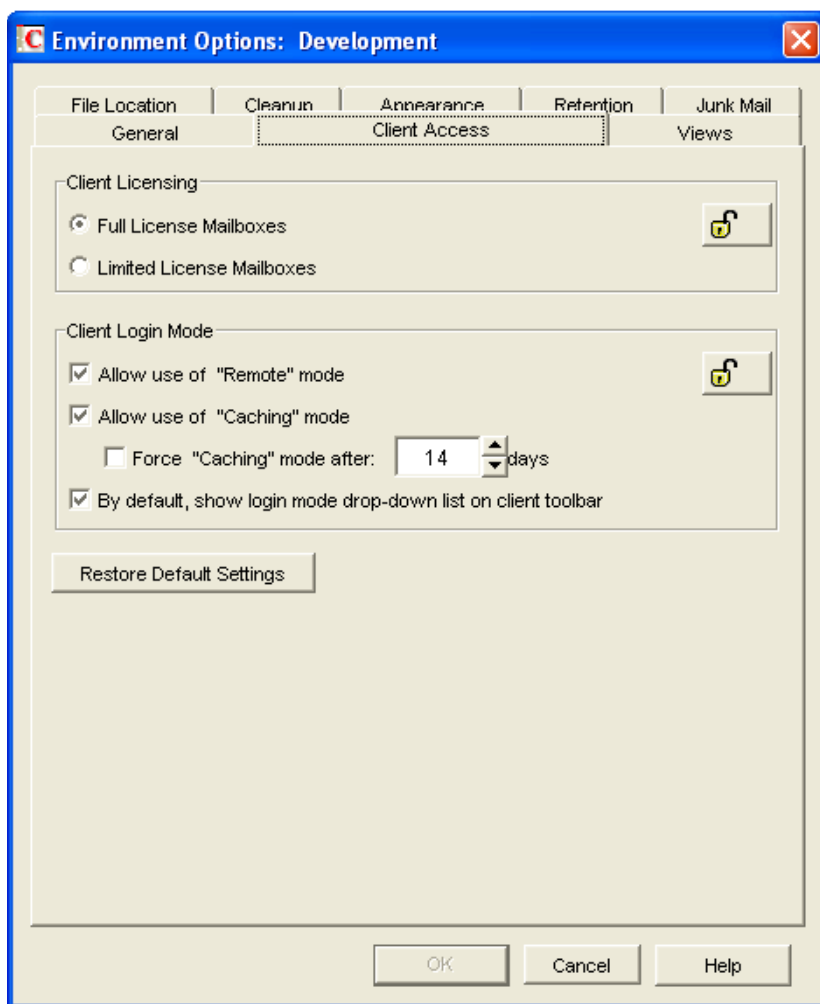 C Environment Options: Development
File Location Cleanup Appearance Retention Junk Mail
General Client Access Views
Client Licensing
Full License Mailboxes
Limited License Mailboxes
Client Login Mode
Allow use of "Remote" mode
Allow use of "Caching" mode
Force "Caching" mode after: 14 days
By default, show login mode drop-down list on client toolbar
Restore Default Settings
OK Cancel Help